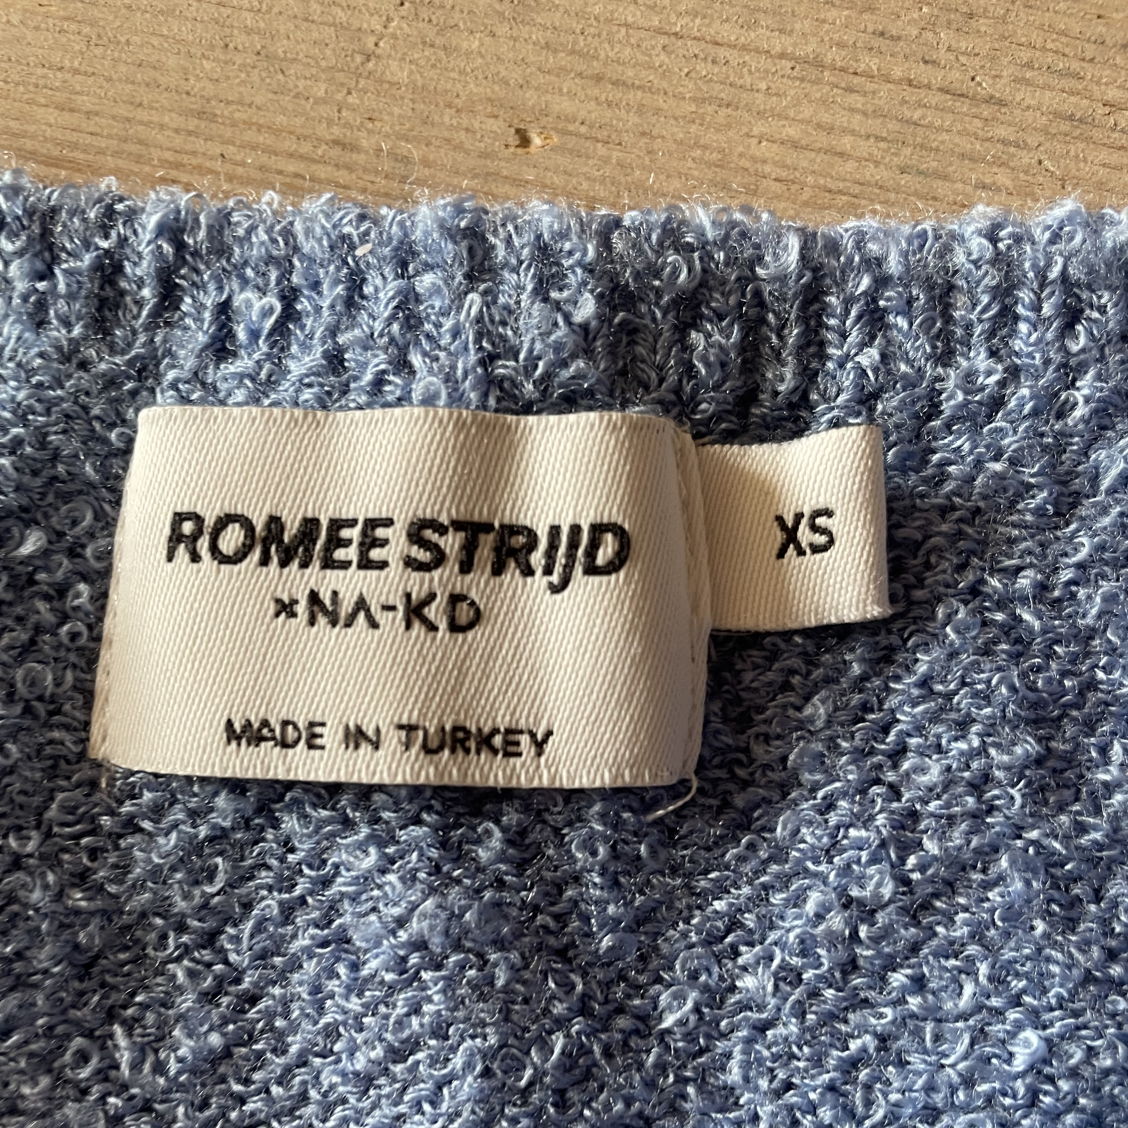 ROMEE STRIJD
×NA-KD
MADE IN TURKEY
XS